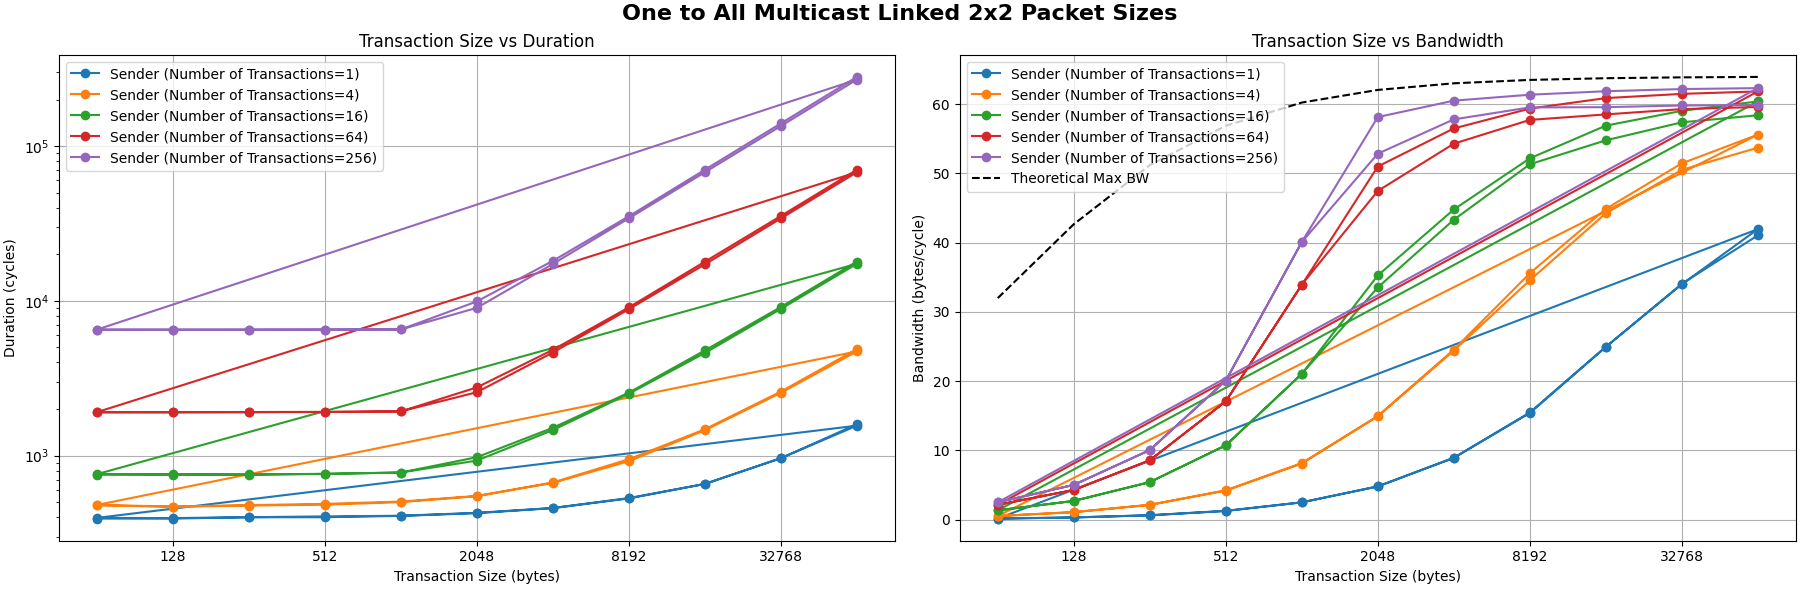 One to All Multicast Linked 2x2 Packet Sizes
Transaction Size vs Duration
Sender (Number of Transactions=1)
Sender (Number of Transactions=4)
Sender (Number of Transactions=16)
Sender (Number of Transactions=64)
Sender (Number of Transactions=256)
Duration (cycles)
10⁵
10⁴
10³
128
512
2048
8192
32768
Transaction Size (bytes)
Transaction Size vs Bandwidth
Sender (Number of Transactions=1)
Sender (Number of Transactions=4)
Sender (Number of Transactions=16)
Sender (Number of Transactions=64)
Sender (Number of Transactions=256)
Theoretical Max BW
Bandwidth (bytes/cycle)
60
50
40
30
20
10
0
128
512
2048
8192
32768
Transaction Size (bytes)